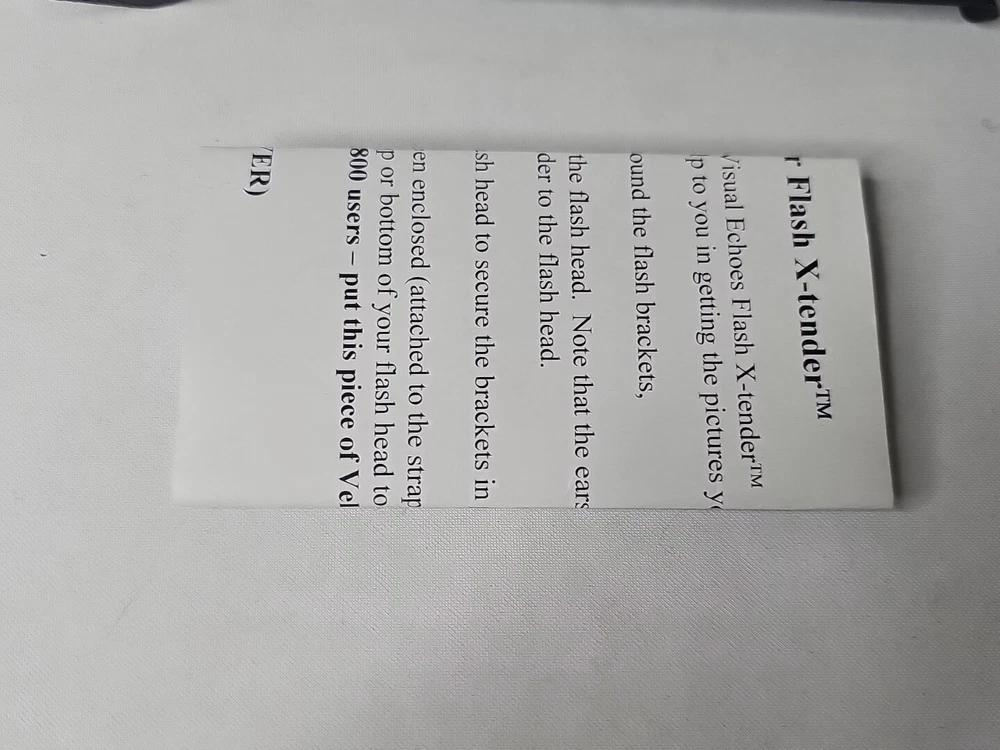 r Flash X-tender™
Visual Echoes Flash X-tender™
p to you in getting the pictures y
ound the flash brackets,
the flash head. Note that the ears
der to the flash head.
sh head to secure the brackets in
en enclosed (attached to the strap
p or bottom of your flash head to
800 users – put this piece of Vel
ER)